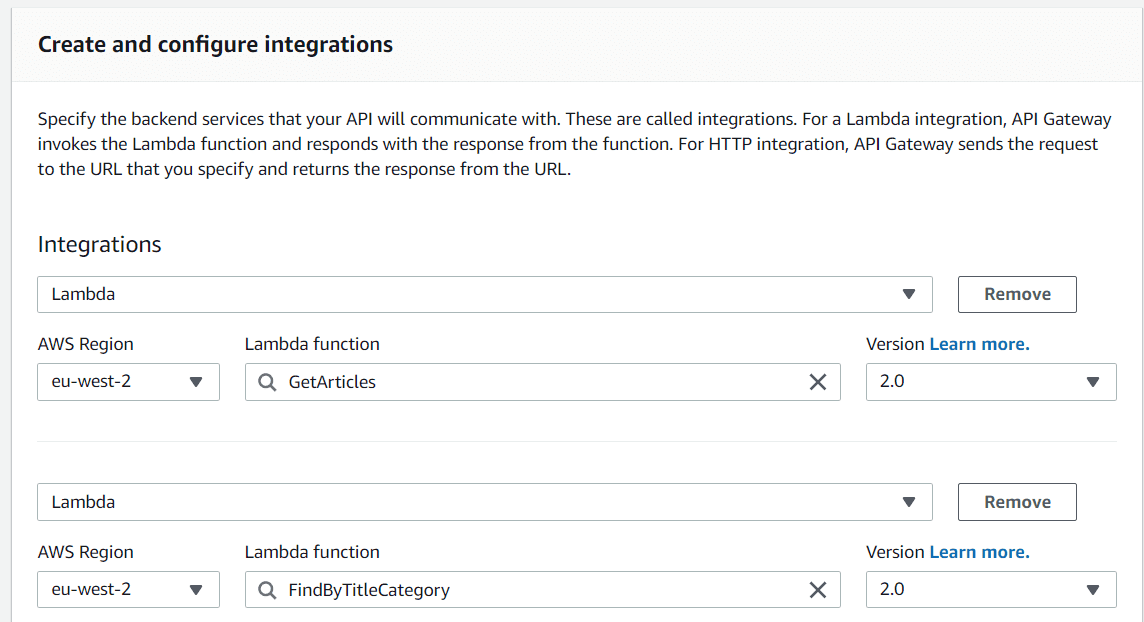 Create and configure integrations
Specify the backend services that your API will communicate with. These are called integrations. For a Lambda integration, API Gateway
invokes the Lambda function and responds with the response from the function. For HTTP integration, API Gateway sends the request
to the URL that you specify and returns the response from the URL.
Integrations
Lambda Remove
AWS Region Lambda function Version Learn more.
eu-west-2 GetArticles 2.0
Lambda Remove
AWS Region Lambda function Version Learn more.
eu-west-2 FindByTitleCategory 2.0